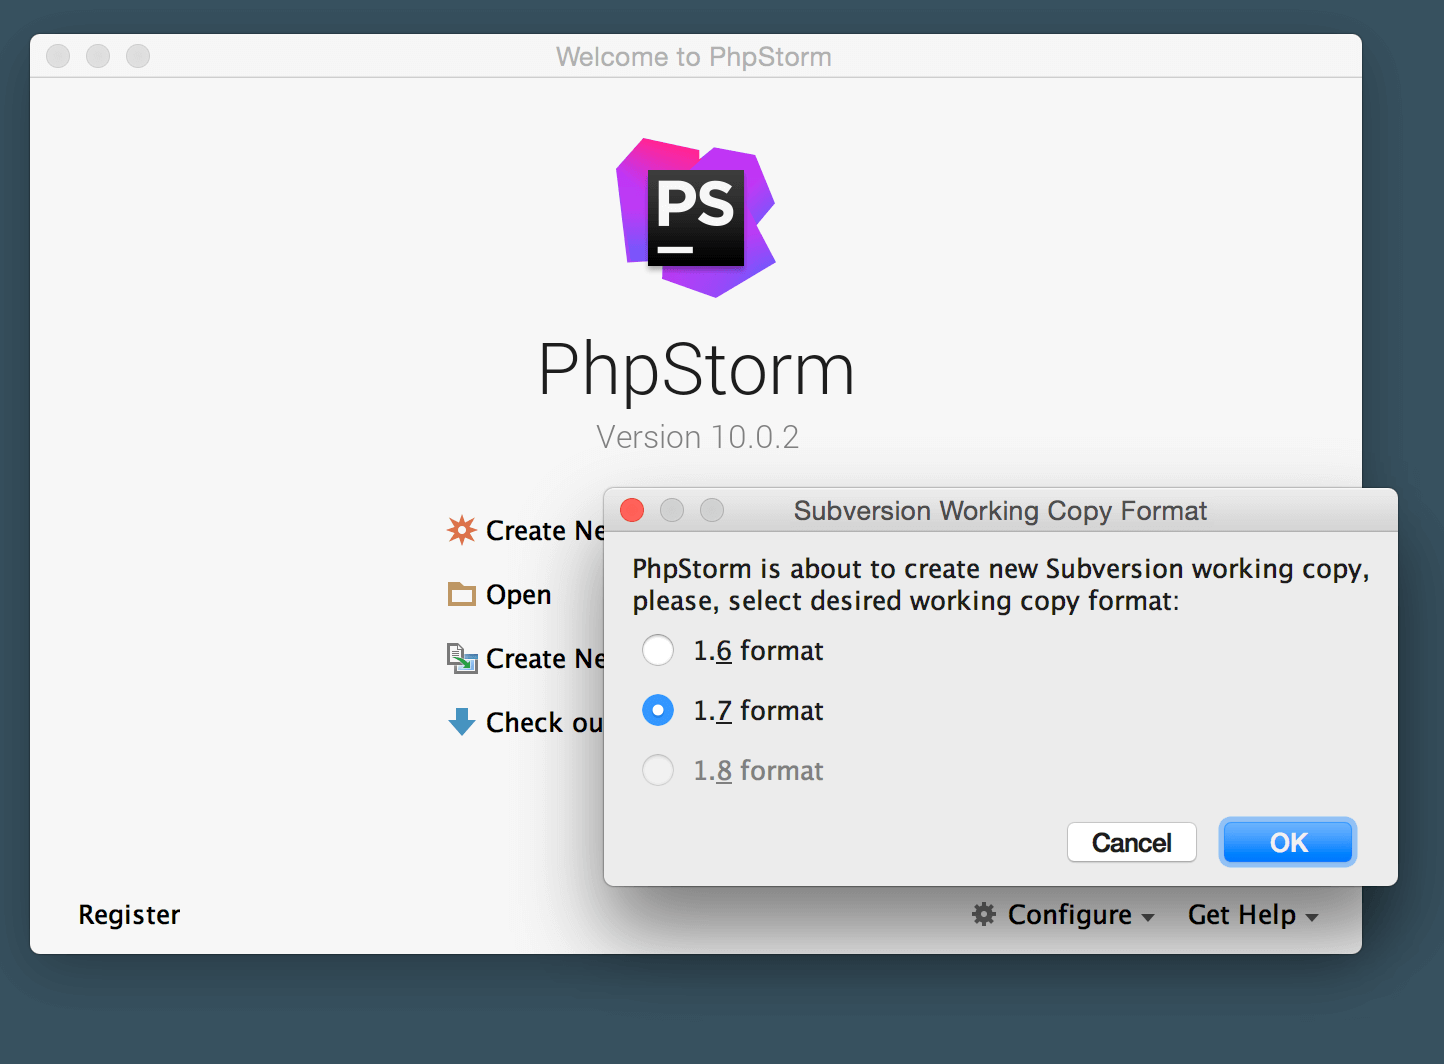 Welcome to PhpStorm
PS
PhpStorm
Version 10.0.2
Create Ne
Open
Create Ne
Check ou
Subversion Working Copy Format
PhpStorm is about to create new Subversion working copy,
please, select desired working copy format:
1.6 format
1.7 format
1.8 format
Cancel
OK
Register
Configure
Get Help